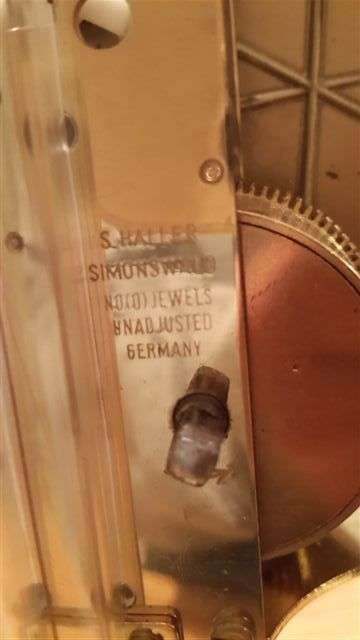 S. HALLER
SIMONSWALD
NO(0) JEWELS
UNADJUSTED
GERMANY